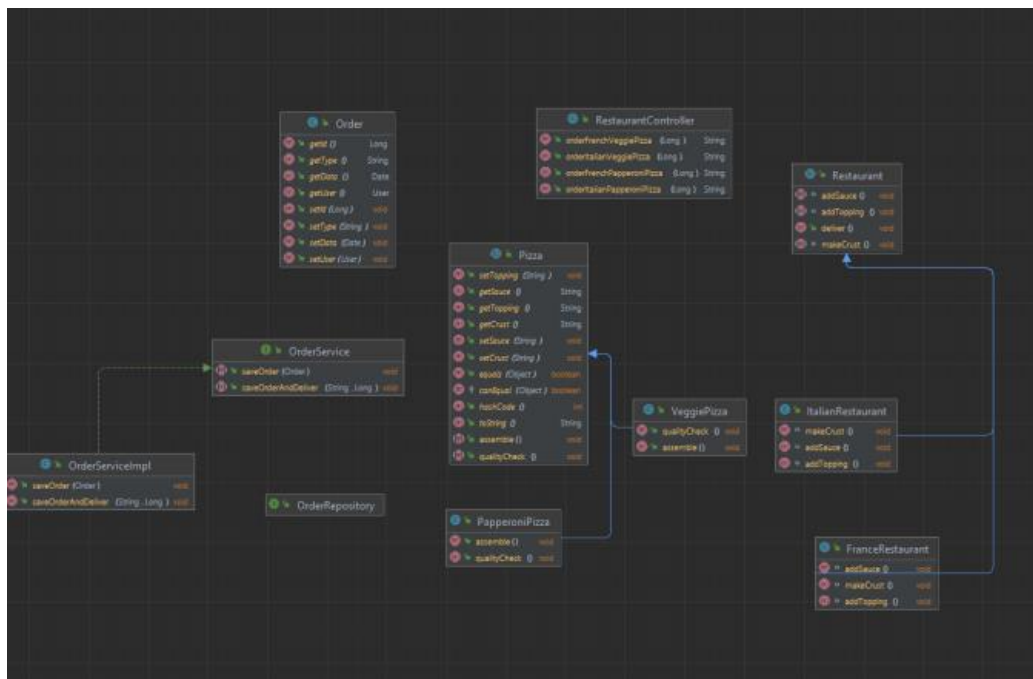 Order
getId () Long
getType () String
getData () Date
getUser () User
setId (Long) void
setType (String) void
setData (Date) void
setUser (User) void
RestaurantController
orderFrenchVeggiePizza (Long) String
orderItalianVeggiePizza (Long) String
orderFrenchPapperoniPizza (Long) String
orderItalianPapperoniPizza (Long) String
Restaurant
addSauce () void
addTopping () void
deliver () void
makeCrust () void
Pizza
setTopping (String) void
getSauce () String
getTopping () String
getCrust () String
setSauce (String) void
setCrust (String) void
equals (Object) boolean
canEqual (Object) boolean
hashCode () int
toString () String
assemble () void
qualityCheck () void
OrderService
saveOrder (Order) void
saveOrderAndDeliver (String, Long) void
VeggiePizza
qualityCheck () void
assemble () void
ItalianRestaurant
makeCrust () void
addSauce () void
addTopping () void
OrderServiceImpl
saveOrder (Order) void
saveOrderAndDeliver (String, Long) void
OrderRepository
PapperoniPizza
assemble () void
qualityCheck () void
FranceRestaurant
addSauce () void
makeCrust () void
addTopping () void